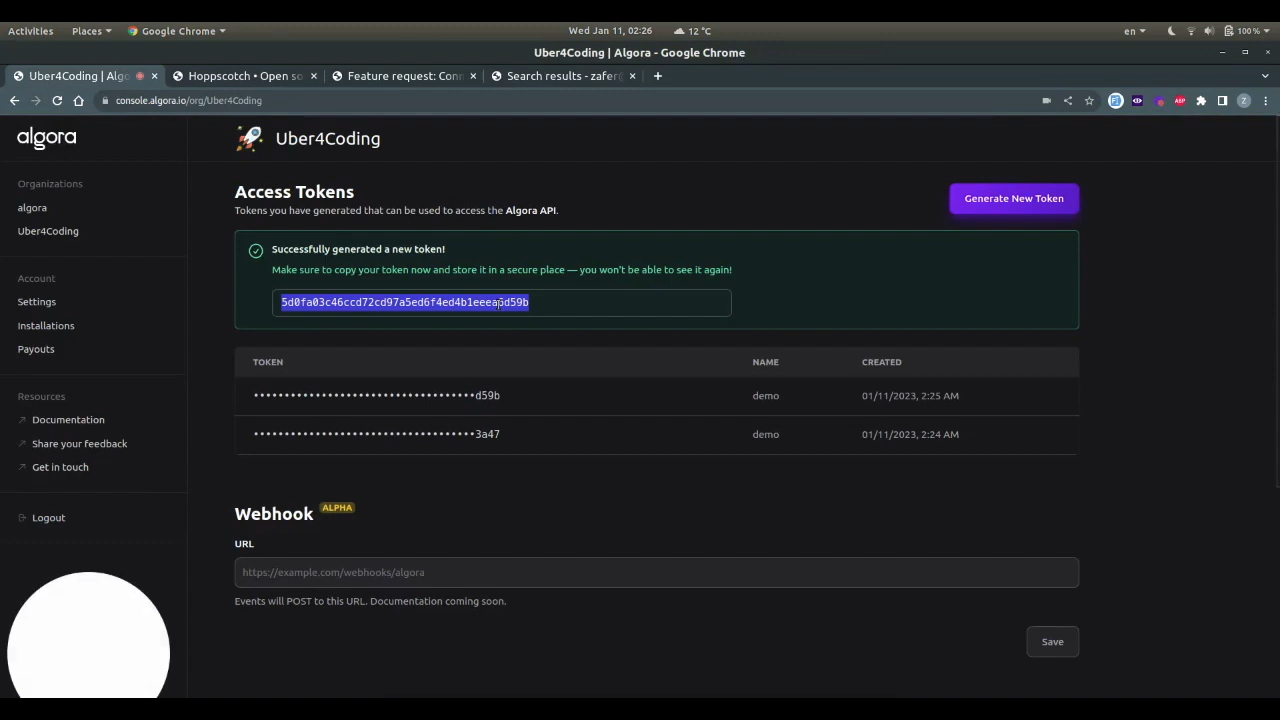 Activities Places Google Chrome Wed Jan 11, 02:26 12 °C en 100 %
Uber4Coding | Algora - Google Chrome
Uber4Coding | Algo Hoppscotch • Open so Feature request: Conn Search results - zafer@
console.algora.io/org/Uber4Coding
algora
Organizations
algora
Uber4Coding
Account
Settings
Installations
Payouts
Resources
Documentation
Share your feedback
Get in touch
Logout
Uber4Coding
Access Tokens
Tokens you have generated that can be used to access the Algora API.
Generate New Token
Successfully generated a new token!
Make sure to copy your token now and store it in a secure place — you won't be able to see it again!
TOKEN NAME CREATED
••••••••••••••••••••••••••••••••••••d59b demo 01/11/2023, 2:25 AM
••••••••••••••••••••••••••••••••••••3a47 demo 01/11/2023, 2:24 AM
Webhook ALPHA
URL
https://example.com/webhooks/algora
Events will POST to this URL. Documentation coming soon.
Save